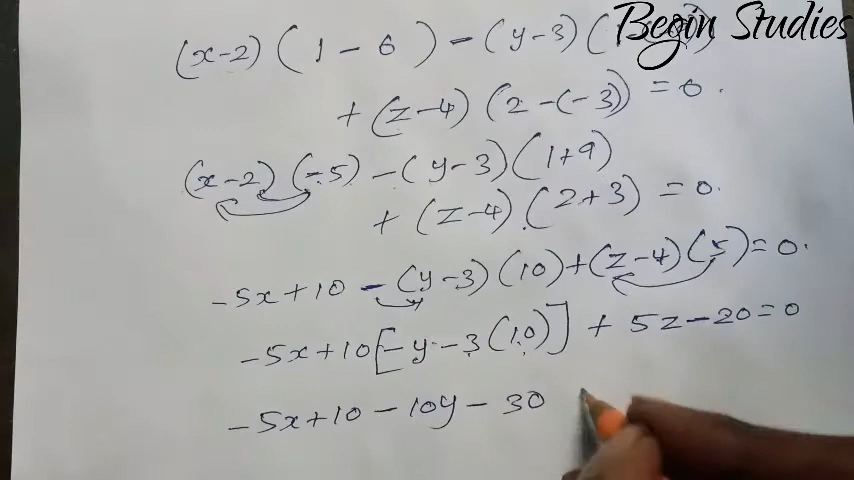 Begin Studies
(x-2) ( 1 - 6 ) - (y-3) (
+ (z-4) (2-(-3)) = 0.
(x-2) (-5) - (y-3) (1+9)
+ (z-4) (2+3) = 0.
-5x+10 - (y-3) (10) + (z-4) (5) = 0.
-5x+10 [-y-3(10)] + 5z-20=0
-5x+10 - 10y - 30